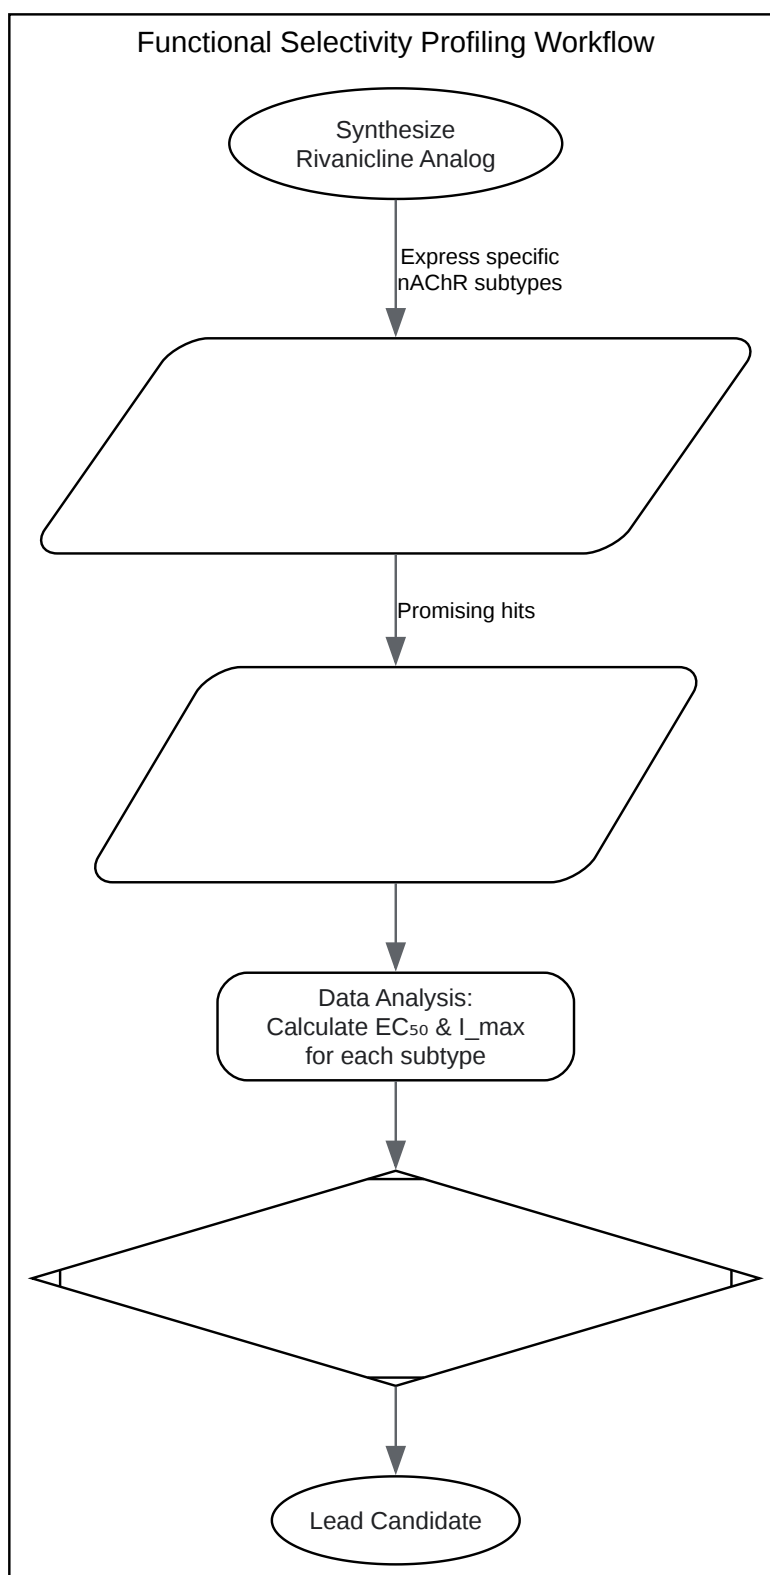 Functional Selectivity Profiling Workflow
Synthesize
Rivanicline Analog
Express specific
nAChR subtypes
Promising hits
Data Analysis:
Calculate EC₅₀ & I_max
for each subtype
Lead Candidate